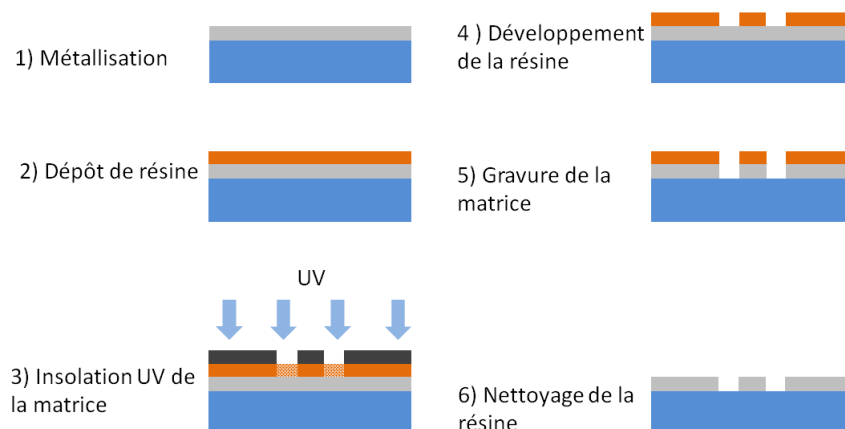 1) Métallisation
2) Dépôt de résine
UV
3) Insolation UV de
la matrice
4 ) Développement
de la résine
5) Gravure de la
matrice
6) Nettoyage de la
résine